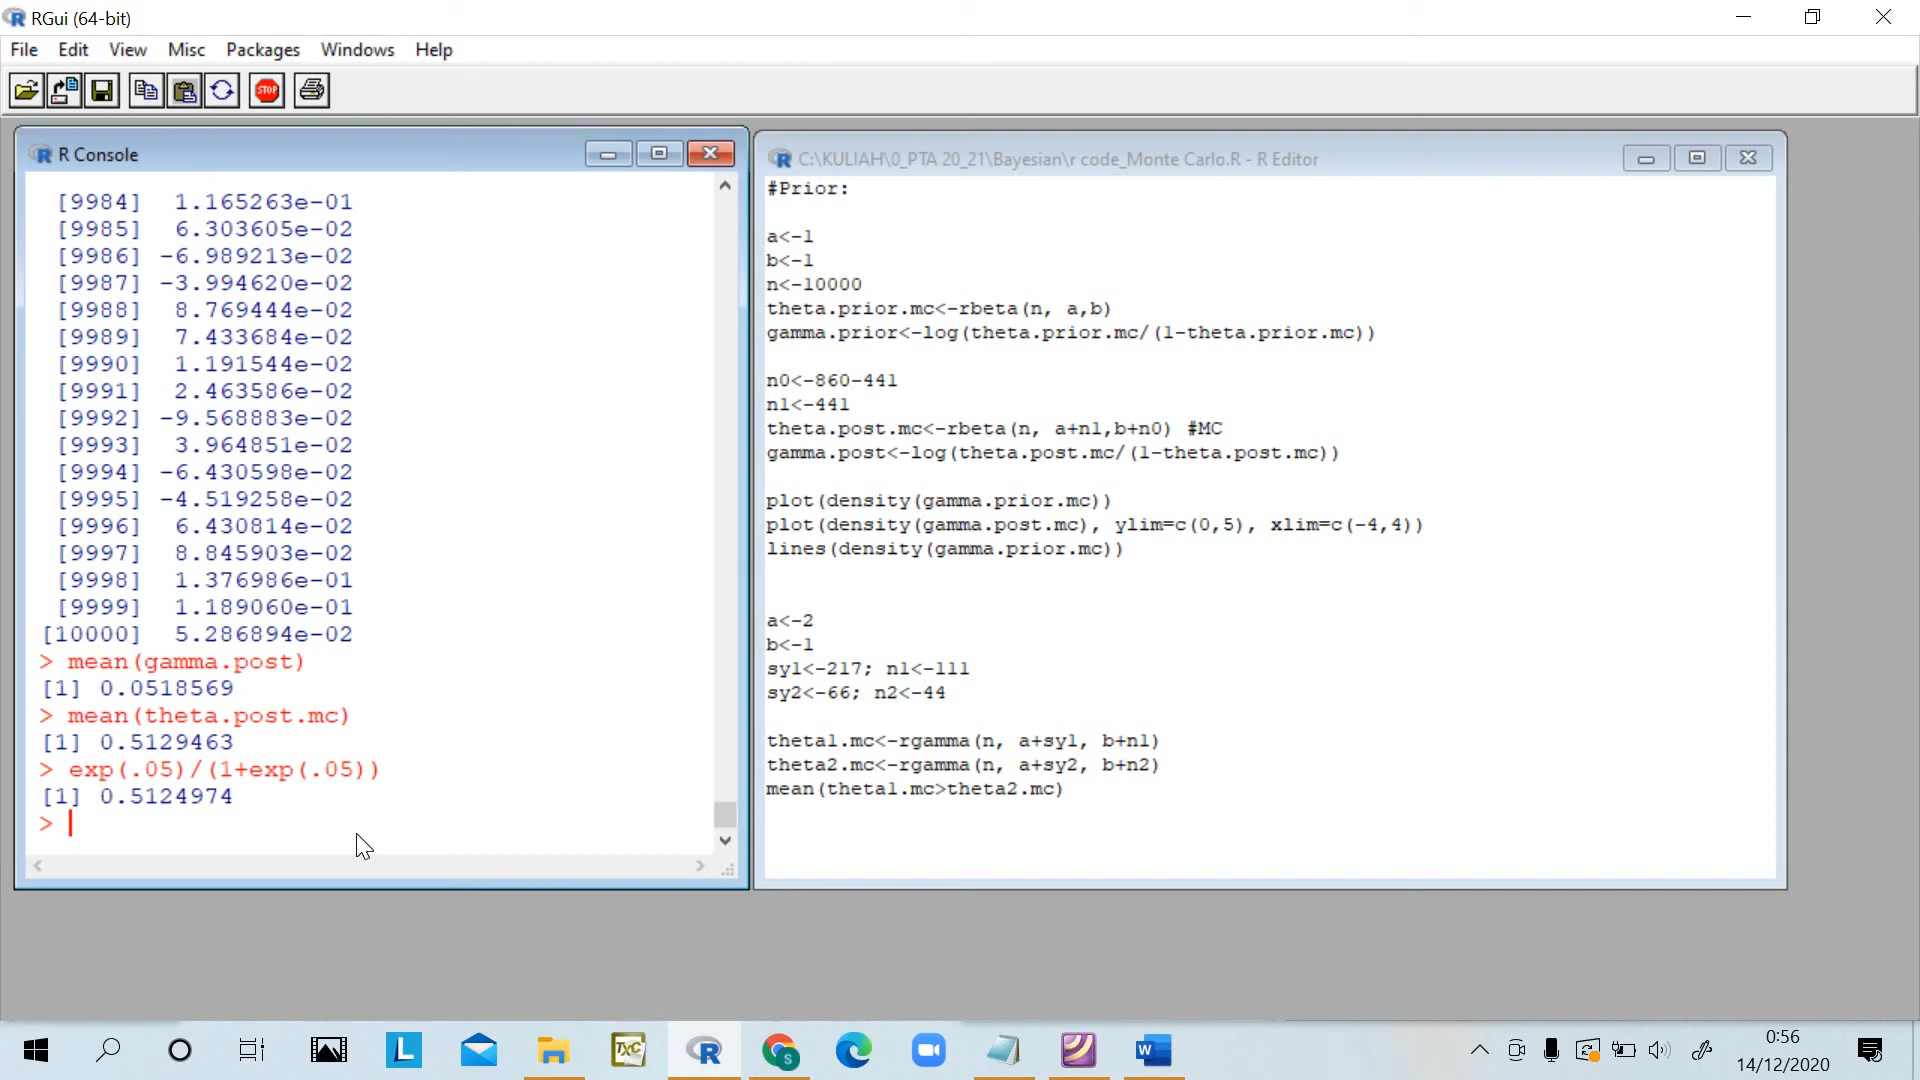 RGui (64-bit)
File Edit View Misc Packages Windows Help
STOP
R Console
[9984] 1.165263e-01
[9985] 6.303605e-02
[9986] -6.989213e-02
[9987] -3.994620e-02
[9988] 8.769444e-02
[9989] 7.433684e-02
[9990] 1.191544e-02
[9991] 2.463586e-02
[9992] -9.568883e-02
[9993] 3.964851e-02
[9994] -6.430598e-02
[9995] -4.519258e-02
[9996] 6.430814e-02
[9997] 8.845903e-02
[9998] 1.376986e-01
[9999] 1.189060e-01
[10000] 5.286894e-02
> mean(gamma.post)
[1] 0.0518569
> mean(theta.post.mc)
[1] 0.5129463
> exp(.05)/(1+exp(.05))
[1] 0.5124974
>
C:\KULIAH\0_PTA 20_21\Bayesian\r code_Monte Carlo.R - R Editor
#Prior:
a<-1
b<-1
n<-10000
theta.prior.mc<-rbeta(n, a,b)
gamma.prior<-log(theta.prior.mc/(1-theta.prior.mc))
n0<-860-441
n1<-441
theta.post.mc<-rbeta(n, a+n1,b+n0) #MC
gamma.post<-log(theta.post.mc/(1-theta.post.mc))
plot(density(gamma.prior.mc))
plot(density(gamma.post.mc), ylim=c(0,5), xlim=c(-4,4))
lines(density(gamma.prior.mc))
a<-2
b<-1
sy1<-217; n1<-111
sy2<-66; n2<-44
theta1.mc<-rgamma(n, a+sy1, b+n1)
theta2.mc<-rgamma(n, a+sy2, b+n2)
mean(theta1.mc>theta2.mc)
L
TXC
R
S
W
0:56
14/12/2020